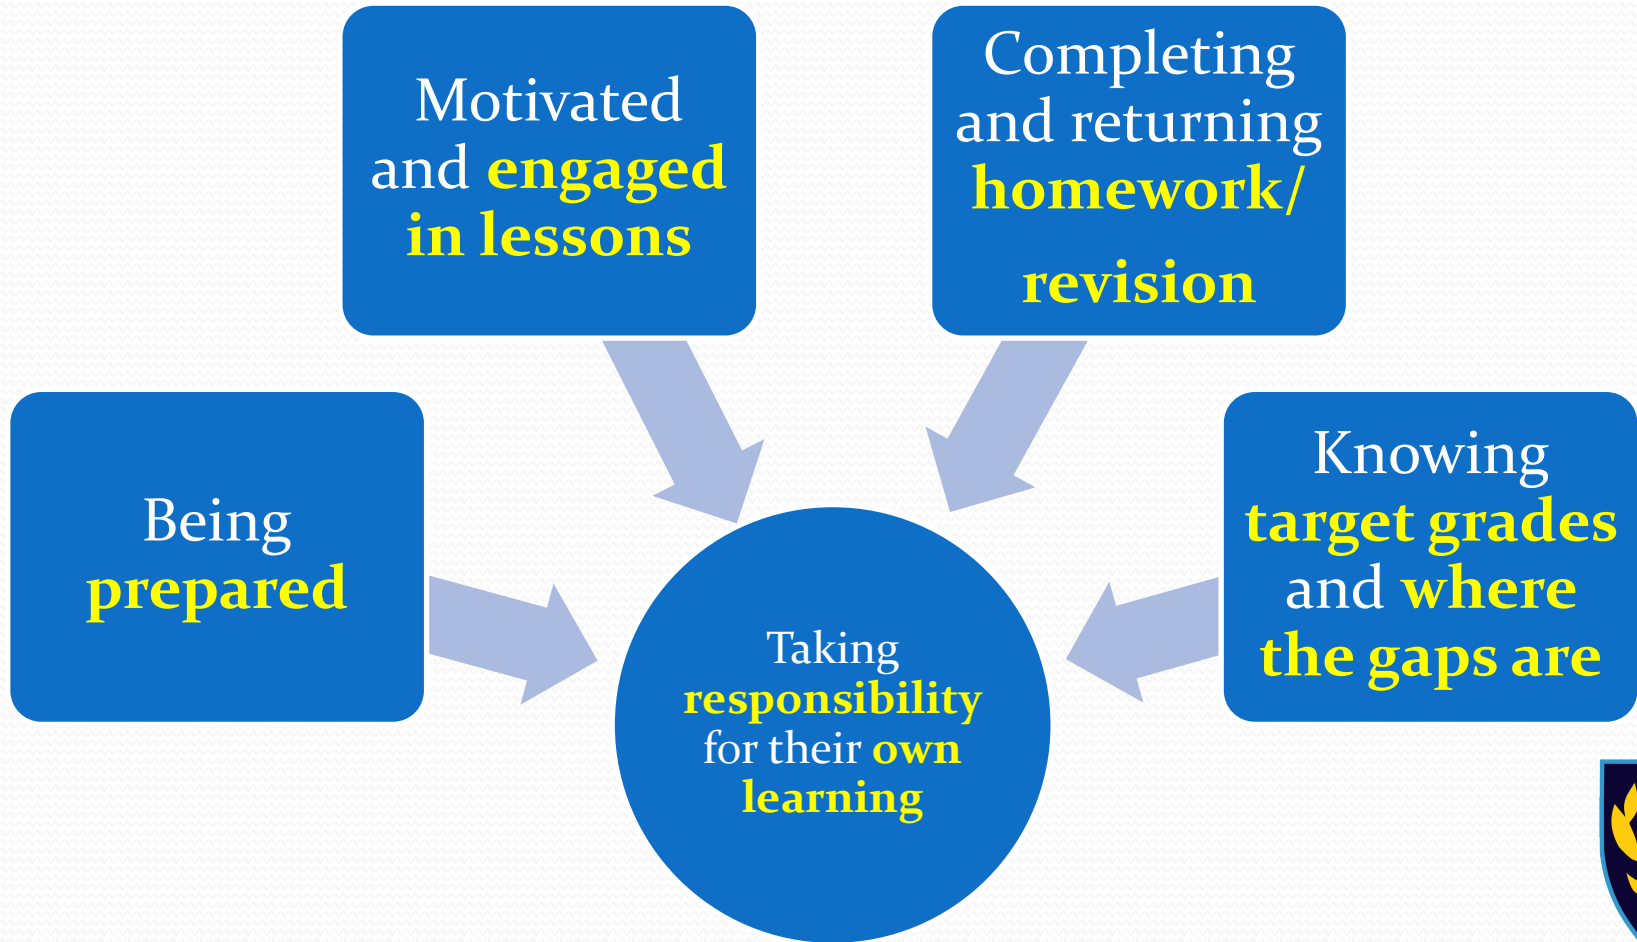 Motivated
and engaged
in lessons
Completing
and returning
homework/
revision
Being
prepared
Knowing
target grades
and where
the gaps are
Taking
responsibility
for their own
learning